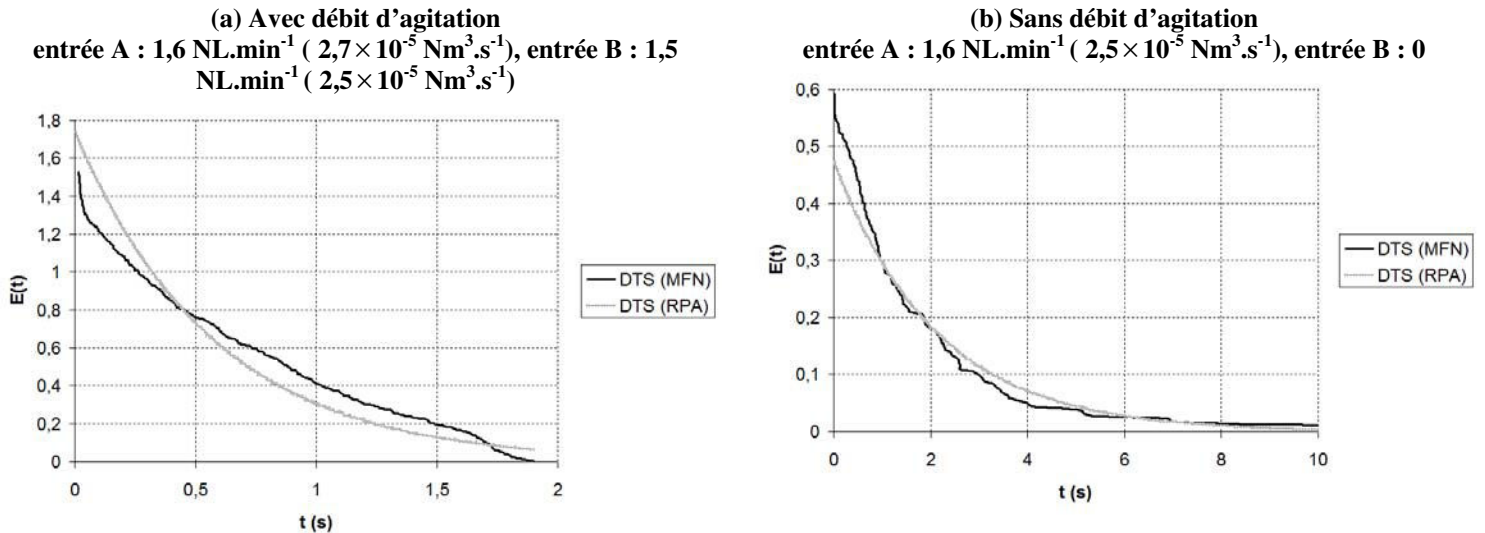 (a) Avec débit d'agitation
entrée A : 1,6 NL.min-1 ( 2,7×10-5 Nm3.s-1), entrée B : 1,5
NL.min-1 ( 2,5×10-5 Nm3.s-1)
1,8
1,6
1,4
1,2
1
0,8
0,6
0,4
0,2
0
E(t)
0
0,5
1
1,5
2
t (s)
DTS (MFN)
DTS (RPA)
(b) Sans débit d'agitation
entrée A : 1,6 NL.min-1 ( 2,5×10-5 Nm3.s-1), entrée B : 0
0,6
0,5
0,4
0,3
0,2
0,1
0
E(t)
0
2
4
6
8
10
t (s)
DTS (MFN)
DTS (RPA)